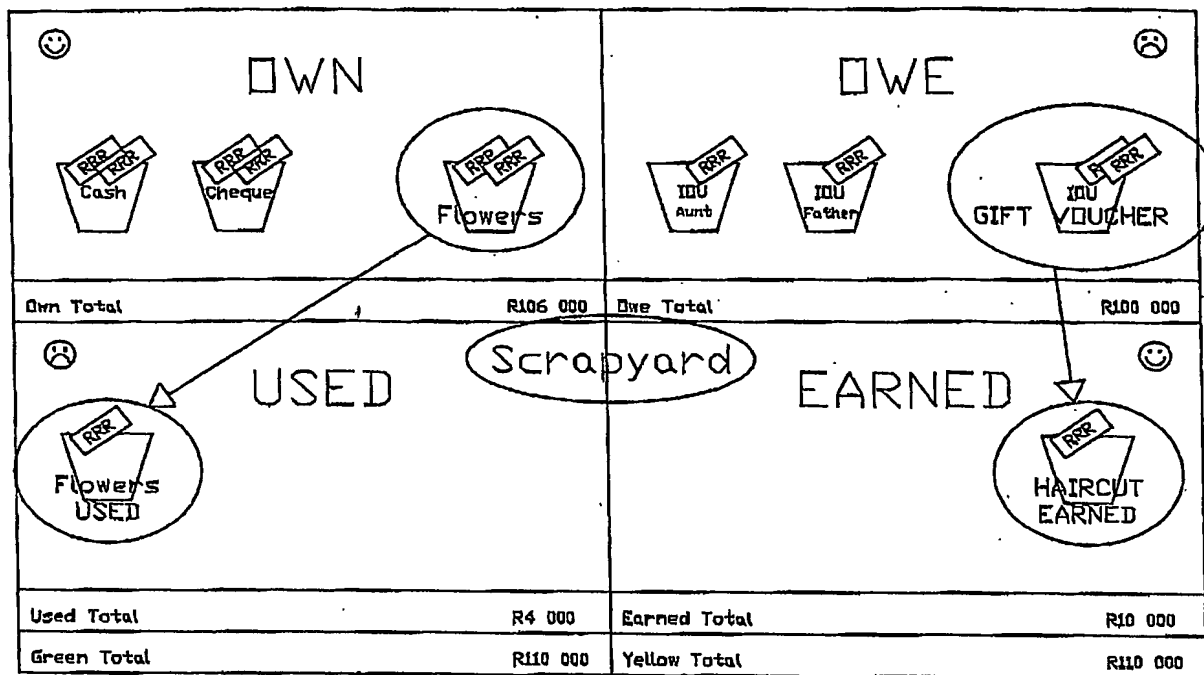 OWN
OWE
RRR
RRR
Cash
RRR
RRR
Cheque
RRR
RRR
Flowers
RRR
IOU
Aunt
RRR
IOU
Father
RRR
IOU
GIFT VOUCHER
Own Total R106 000
Owe Total R100 000
Scrapyard
USED
EARNED
RRR
Flowers
USED
RRR
HAIRCUT
EARNED
Used Total R4 000
Earned Total R10 000
Green Total R110 000
Yellow Total R110 000